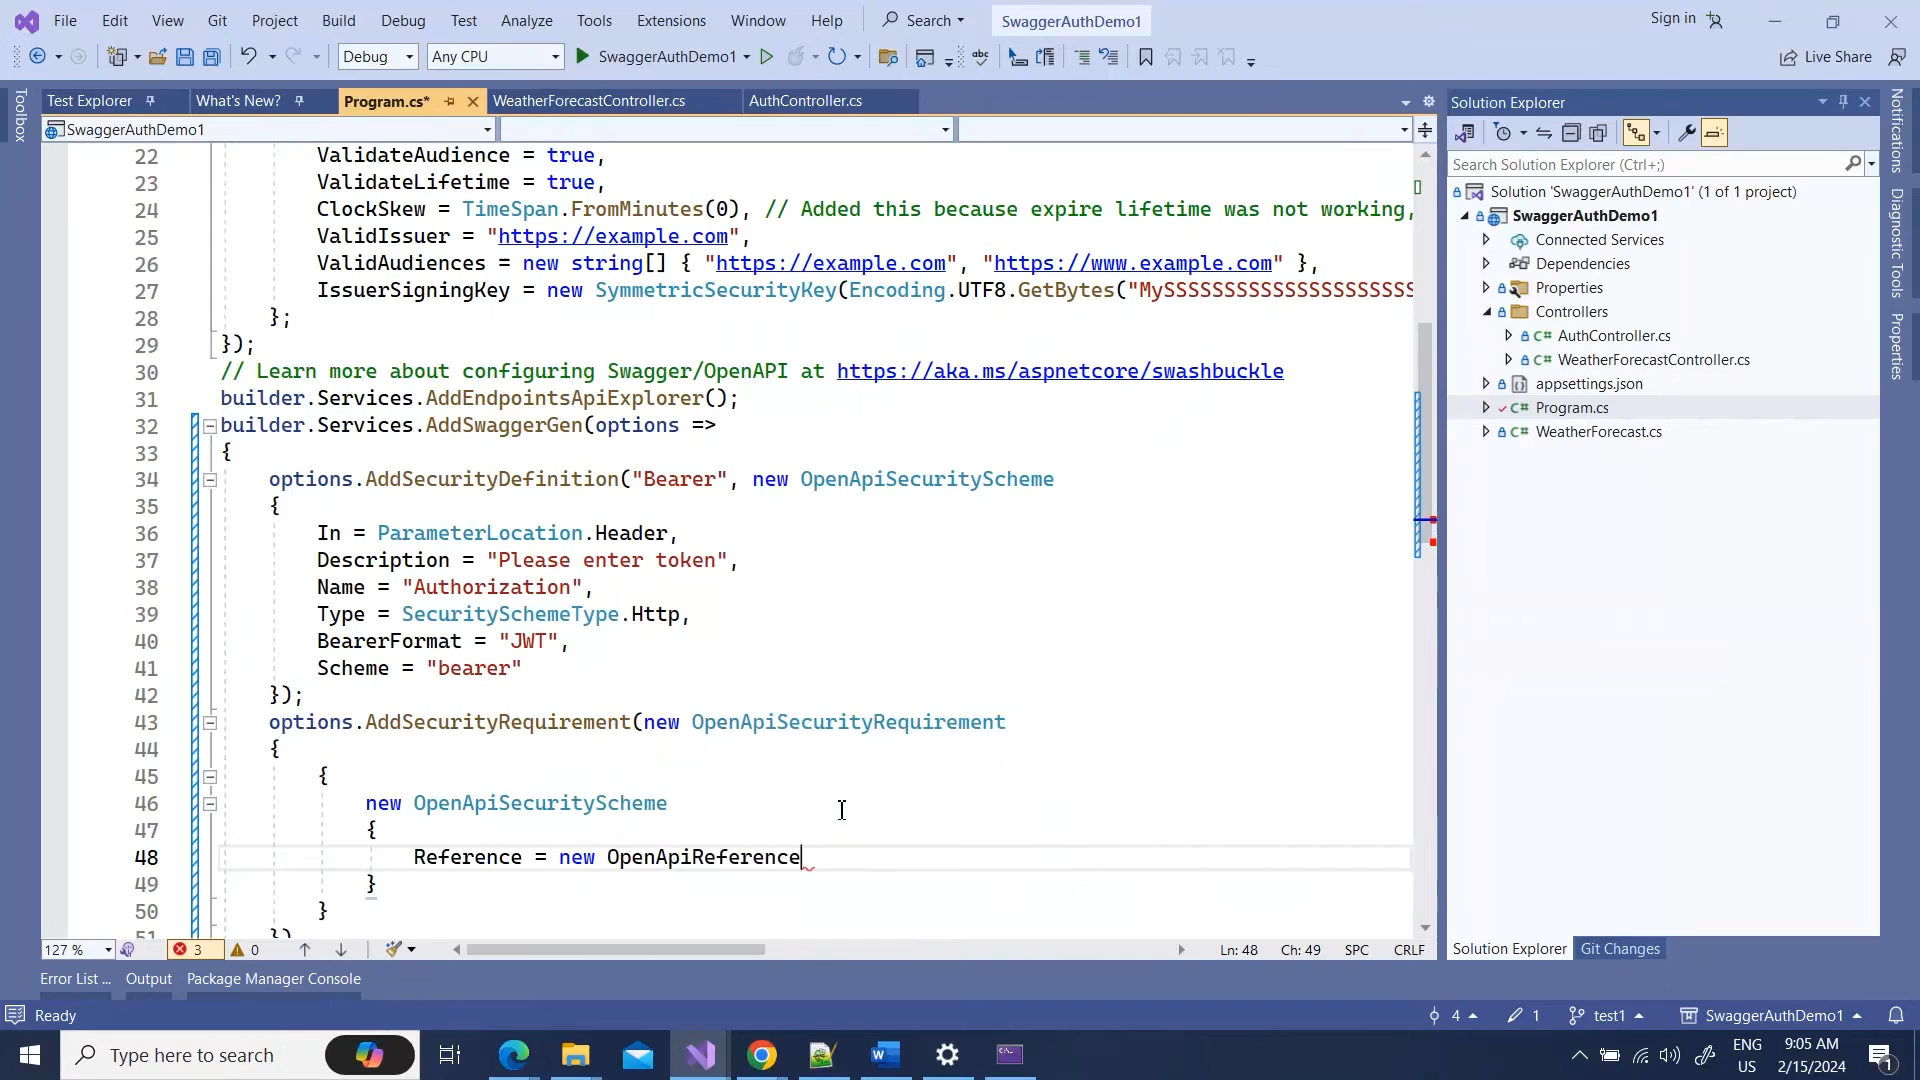 File Edit View Git Project Build Debug Test Analyze Tools Extensions Window Help Search SwaggerAuthDemo1 Sign in
Debug Any CPU SwaggerAuthDemo1 abc Live Share
Toolbox
Test Explorer What's New? Program.cs* WeatherForecastController.cs AuthController.cs
SwaggerAuthDemo1
22 ValidateAudience = true,
23 ValidateLifetime = true,
24 ClockSkew = TimeSpan.FromMinutes(0), // Added this because expire lifetime was not working,
25 ValidIssuer = "https://example.com",
26 ValidAudiences = new string[] { "https://example.com", "https://www.example.com" },
27 IssuerSigningKey = new SymmetricSecurityKey(Encoding.UTF8.GetBytes("MySSSSSSSSSSSSSSSSSSSSS
28 };
29 });
30 // Learn more about configuring Swagger/OpenAPI at https://aka.ms/aspnetcore/swashbuckle
31 builder.Services.AddEndpointsApiExplorer();
32 builder.Services.AddSwaggerGen(options =>
33 {
34 options.AddSecurityDefinition("Bearer", new OpenApiSecurityScheme
35 {
36 In = ParameterLocation.Header,
37 Description = "Please enter token",
38 Name = "Authorization",
39 Type = SecuritySchemeType.Http,
40 BearerFormat = "JWT",
41 Scheme = "bearer"
42 });
43 options.AddSecurityRequirement(new OpenApiSecurityRequirement
44 {
45 {
46 new OpenApiSecurityScheme
47 {
48 Reference = new OpenApiReference
49 }
50 }
51 })
127 % 3 0 Ln: 48 Ch: 49 SPC CRLF
Error List ... Output Package Manager Console
Solution Explorer
Search Solution Explorer (Ctrl+;)
Solution 'SwaggerAuthDemo1' (1 of 1 project)
SwaggerAuthDemo1
Connected Services
Dependencies
Properties
Controllers
C# AuthController.cs
C# WeatherForecastController.cs
appsettings.json
C# Program.cs
C# WeatherForecast.cs
Solution Explorer Git Changes
Notifications
Diagnostic Tools
Properties
Ready 4 1 test1 SwaggerAuthDemo1
Type here to search
ENG
US
9:05 AM
2/15/2024
1